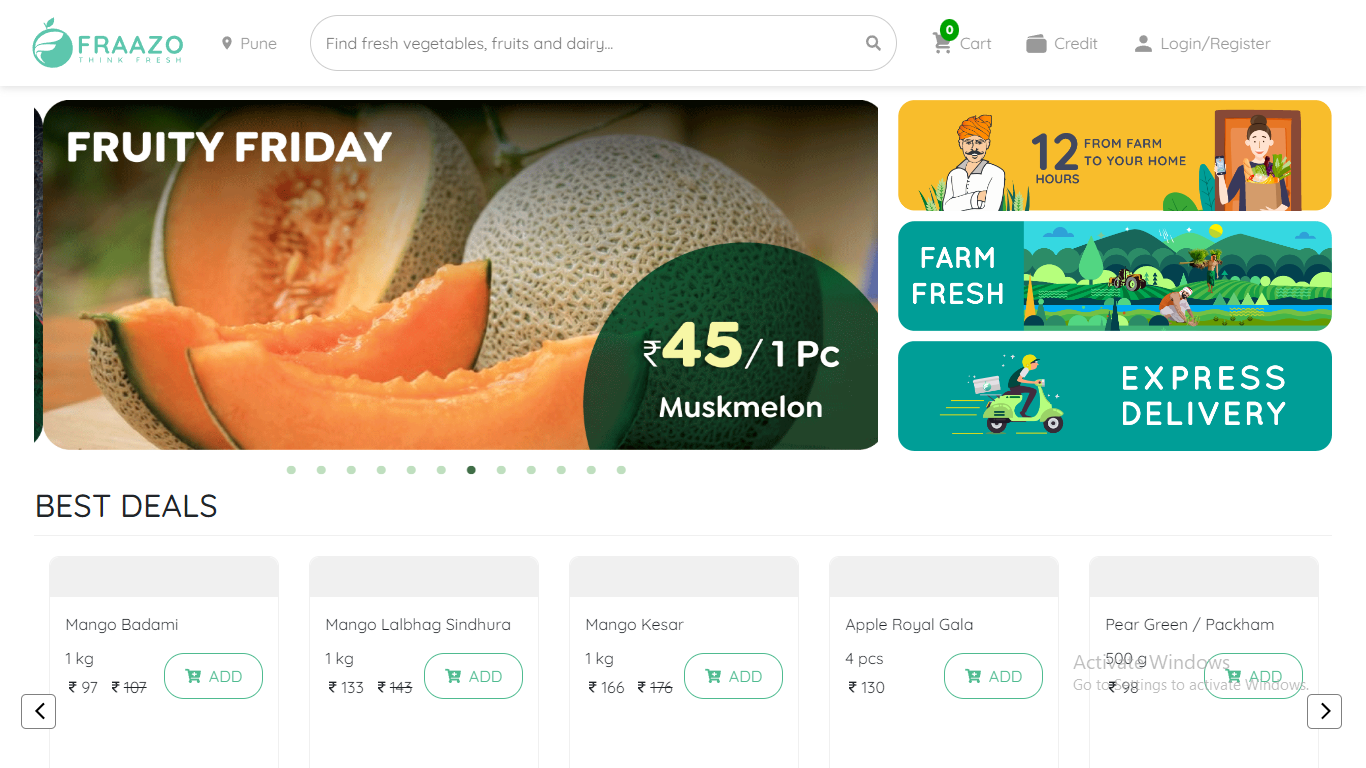 FRAAZO
THINK FRESH
Pune
Find fresh vegetables, fruits and dairy...
0
Cart
Credit
Login/Register
FRUITY FRIDAY
₹45/ 1 Pc
Muskmelon
12 HOURS
FROM FARM
TO YOUR HOME
FARM
FRESH
EXPRESS
DELIVERY
BEST DEALS
Mango Badami
1 kg
₹ 97 ₹ 107
ADD
Mango Lalbhag Sindhura
1 kg
₹ 133 ₹ 143
ADD
Mango Kesar
1 kg
₹ 166 ₹ 176
ADD
Apple Royal Gala
4 pcs
₹ 130
ADD
Pear Green / Packham
500 g
₹ 98
ADD
Activate Windows
Go to Settings to activate Windows.